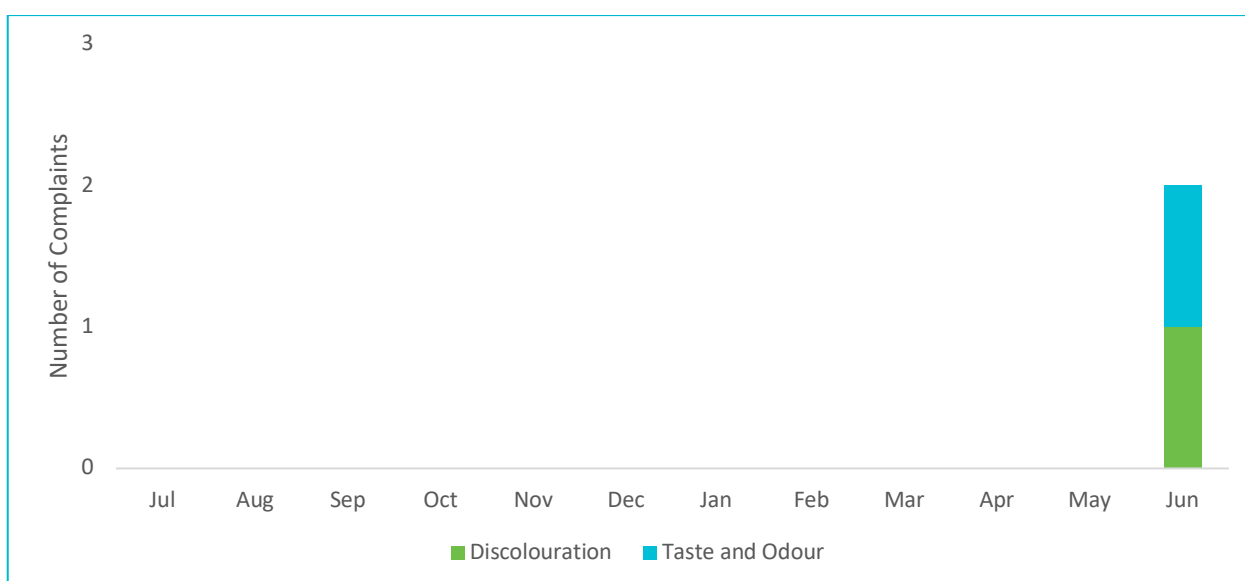 Number of Complaints
3
2
1
0
Jul Aug Sep Oct Nov Dec Jan Feb Mar Apr May Jun
Discolouration Taste and Odour